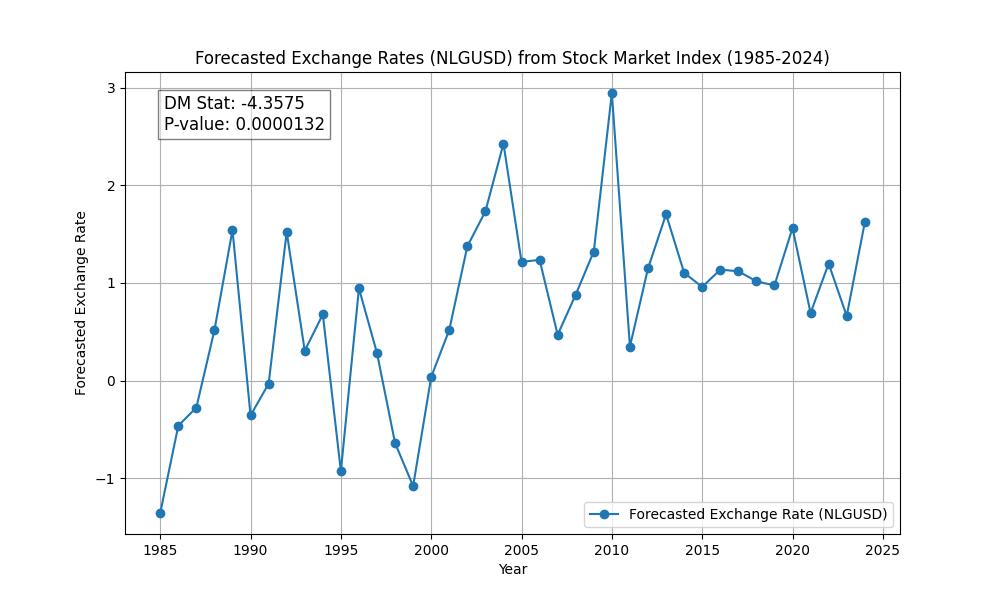 Forecasted Exchange Rates (NLGUSD) from Stock Market Index (1985-2024)
DM Stat: -4.3575
P-value: 0.0000132
3
2
1
0
−1
Forecasted Exchange Rate
Forecasted Exchange Rate (NLGUSD)
1985 1990 1995 2000 2005 2010 2015 2020 2025
Year